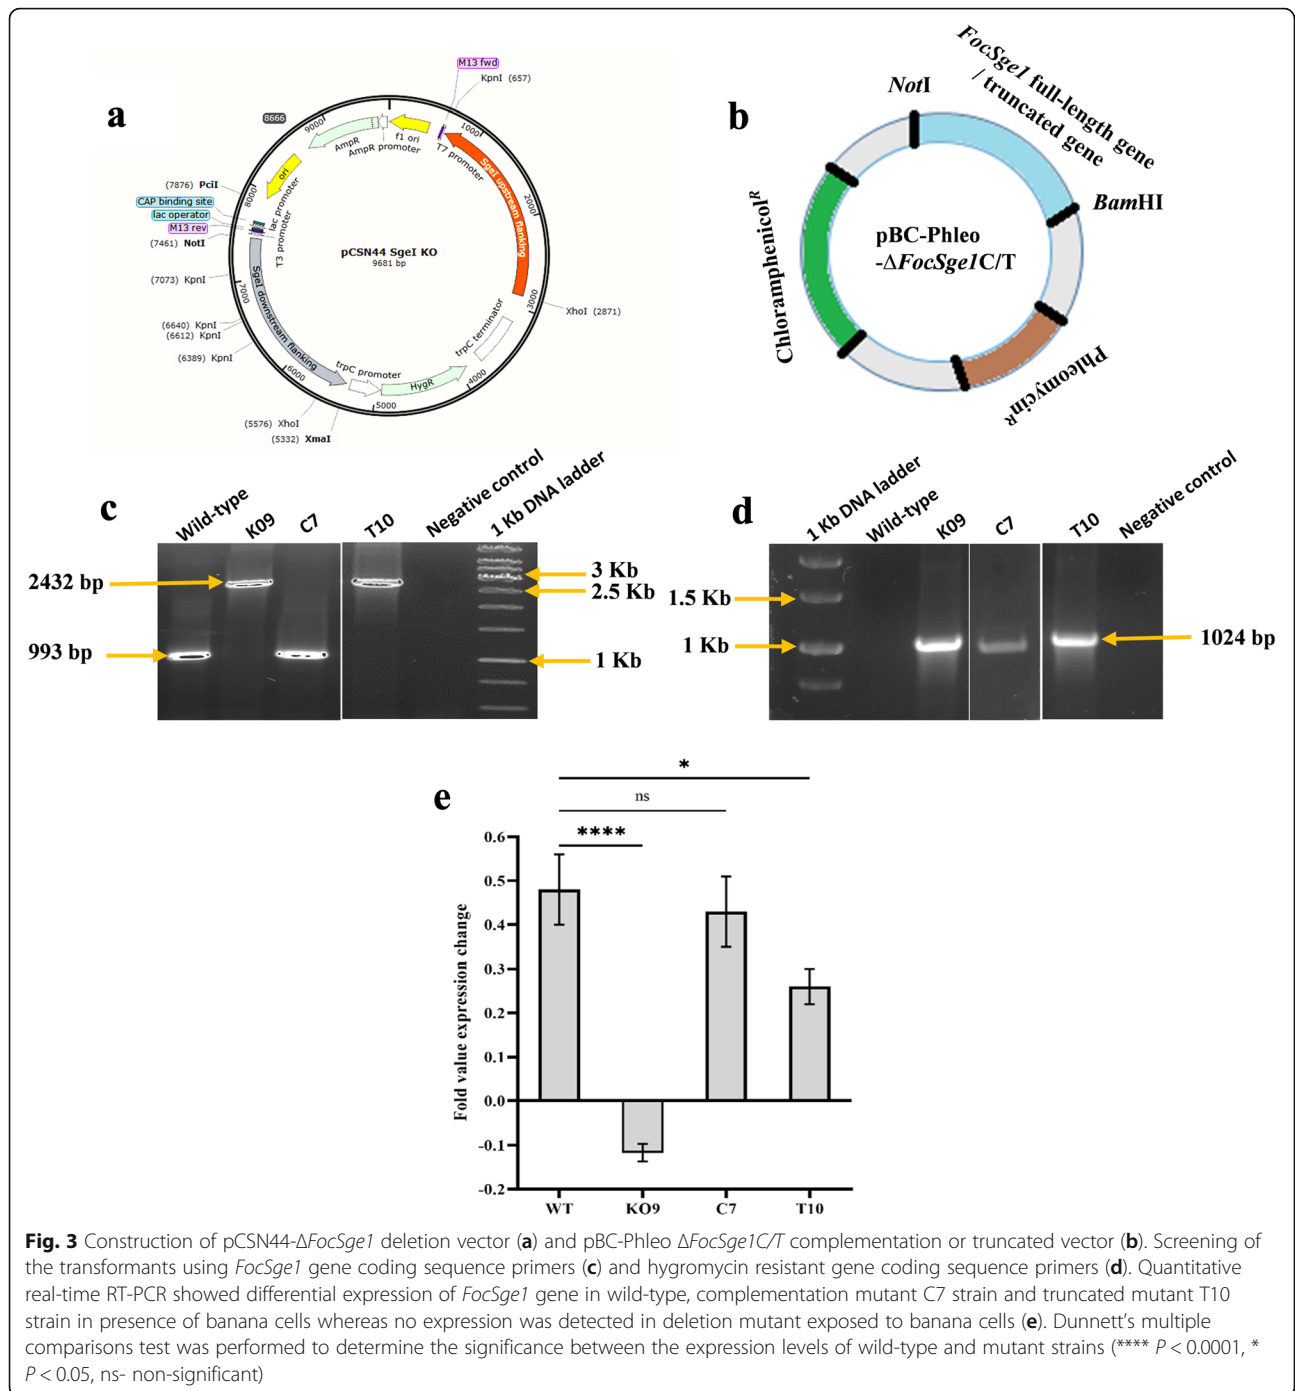 a
M13 fwd
KpnI (657)
8666
9000
1000
AmpR
AmpR promoter
f1 ori
T7 promoter
SgeI upstream flanking
2000
3000
XhoI (2871)
trpC terminator
4000
HygR
trpC promoter
5000
XmaI (5332)
XhoI (5576)
6000
SgeI downstream flanking
(6389) KpnI
(6612) KpnI
(6640) KpnI
7000
(7073) KpnI
(7461) NotI
M13 rev
lac operator
CAP binding site
(7876) PciI
8000
ori
lac promoter
T3 promoter
pCSN44 SgeI KO
9681 bp
b
NotI
FocSge1 full-length gene
/ truncated gene
BamHI
PhleomycinR
ChloramphenicolR
pBC-Phleo
-ΔFocSge1C/T
c
Wild-type
K09
C7
T10
Negative control
1 Kb DNA ladder
2432 bp
993 bp
3 Kb
2.5 Kb
1 Kb
d
1 Kb DNA ladder
Wild-type
K09
C7
T10
Negative control
1.5 Kb
1 Kb
1024 bp
e
*
ns
****
Fold value expression change
0.6
0.5
0.4
0.3
0.2
0.1
0.0
-0.1
-0.2
WT
KO9
C7
T10
Fig. 3 Construction of pCSN44-ΔFocSge1 deletion vector (a) and pBC-Phleo ΔFocSge1C/T complementation or truncated vector (b). Screening of
the transformants using FocSge1 gene coding sequence primers (c) and hygromycin resistant gene coding sequence primers (d). Quantitative
real-time RT-PCR showed differential expression of FocSge1 gene in wild-type, complementation mutant C7 strain and truncated mutant T10
strain in presence of banana cells whereas no expression was detected in deletion mutant exposed to banana cells (e). Dunnett's multiple
comparisons test was performed to determine the significance between the expression levels of wild-type and mutant strains (**** P < 0.0001, *
P < 0.05, ns- non-significant)